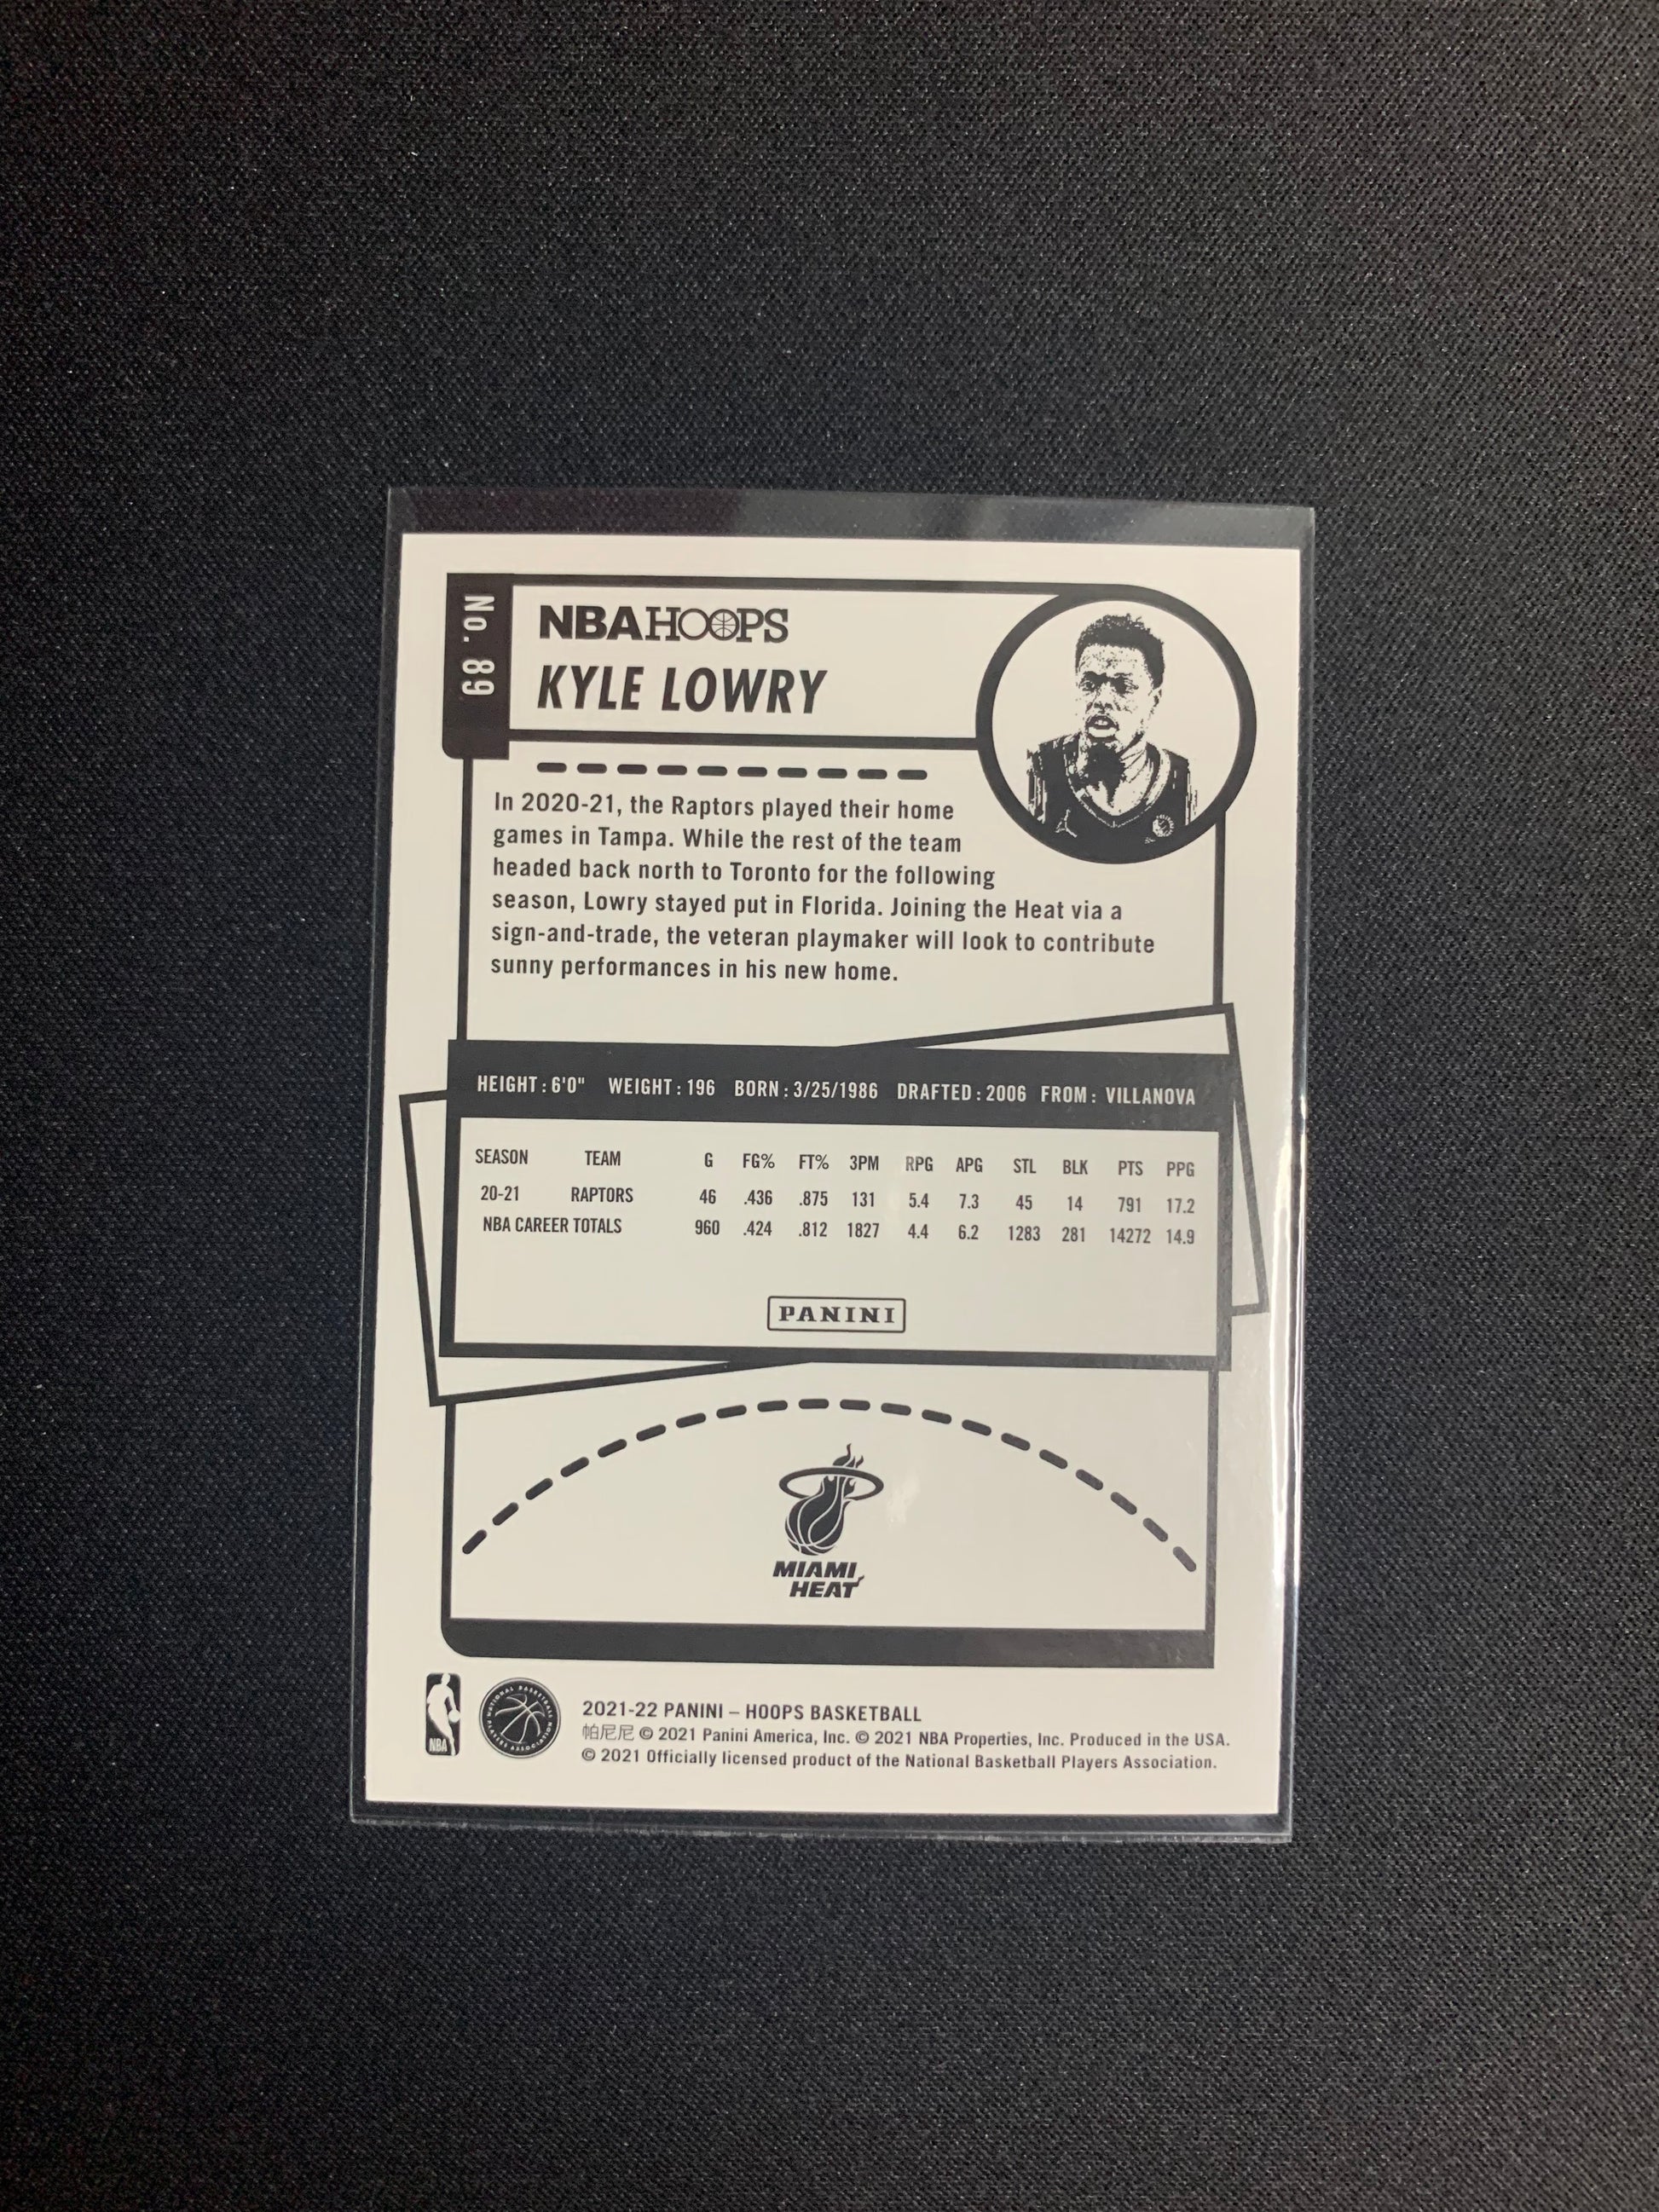 No. 89
NBAHOOPS
KYLE LOWRY
In 2020-21, the Raptors played their home
games in Tampa. While the rest of the team
headed back north to Toronto for the following
season, Lowry stayed put in Florida. Joining the Heat via a
sign-and-trade, the veteran playmaker will look to contribute
sunny performances in his new home.
HEIGHT: 6'0" WEIGHT: 196 BORN: 3/25/1986 DRAFTED: 2006 FROM: VILLANOVA
SEASON TEAM G FG% FT% 3PM RPG APG STL BLK PTS PPG
20-21 RAPTORS 46 .436 .875 131 5.4 7.3 45 14 791 17.2
NBA CAREER TOTALS 960 .424 .812 1827 4.4 6.2 1283 281 14272 14.9
PANINI
MIAMI
HEAT
NBA
NATIONAL BASKETBALL PLAYERS ASSOCIATION
2021-22 PANINI – HOOPS BASKETBALL
帕尼尼 © 2021 Panini America, Inc. © 2021 NBA Properties, Inc. Produced in the USA.
© 2021 Officially licensed product of the National Basketball Players Association.